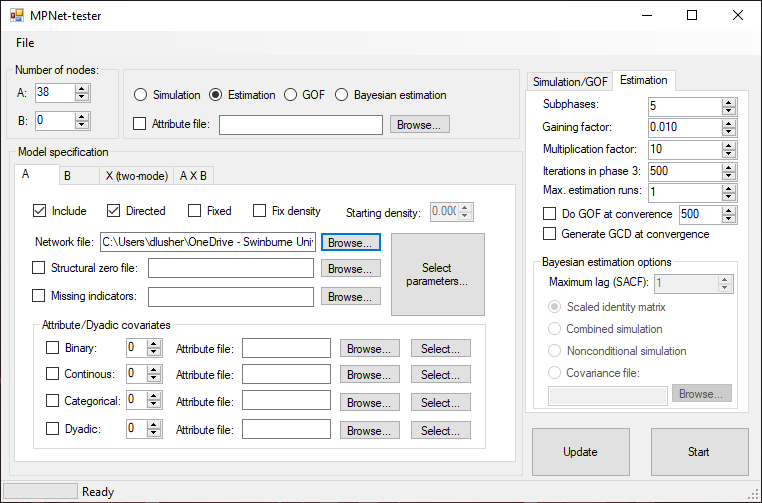 MPNet-tester
File
Number of nodes:
A: 38
B: 0
Simulation Estimation GOF Bayesian estimation
Attribute file: Browse...
Model specification
A B X (two-mode) A X B
Include Directed Fixed Fix density Starting density: 0.000
Network file: C:\Users\dlusher\OneDrive - Swinburne Univ Browse...
Structural zero file: Browse...
Missing indicators: Browse...
Select
parameters...
Attribute/Dyadic covariates
Binary: 0 Attribute file: Browse... Select...
Continous: 0 Attribute file: Browse... Select...
Categorical: 0 Attribute file: Browse... Select...
Dyadic: 0 Attribute file: Browse... Select...
Simulation/GOF Estimation
Subphases: 5
Gaining factor: 0.010
Multiplication factor: 10
Iterations in phase 3: 500
Max. estimation runs: 1
Do GOF at converence 500
Generate GCD at convergence
Bayesian estimation options
Maximum lag (SACF): 1
Scaled identity matrix
Combined simulation
Nonconditional simulation
Covariance file:
Browse...
Update Start
Ready